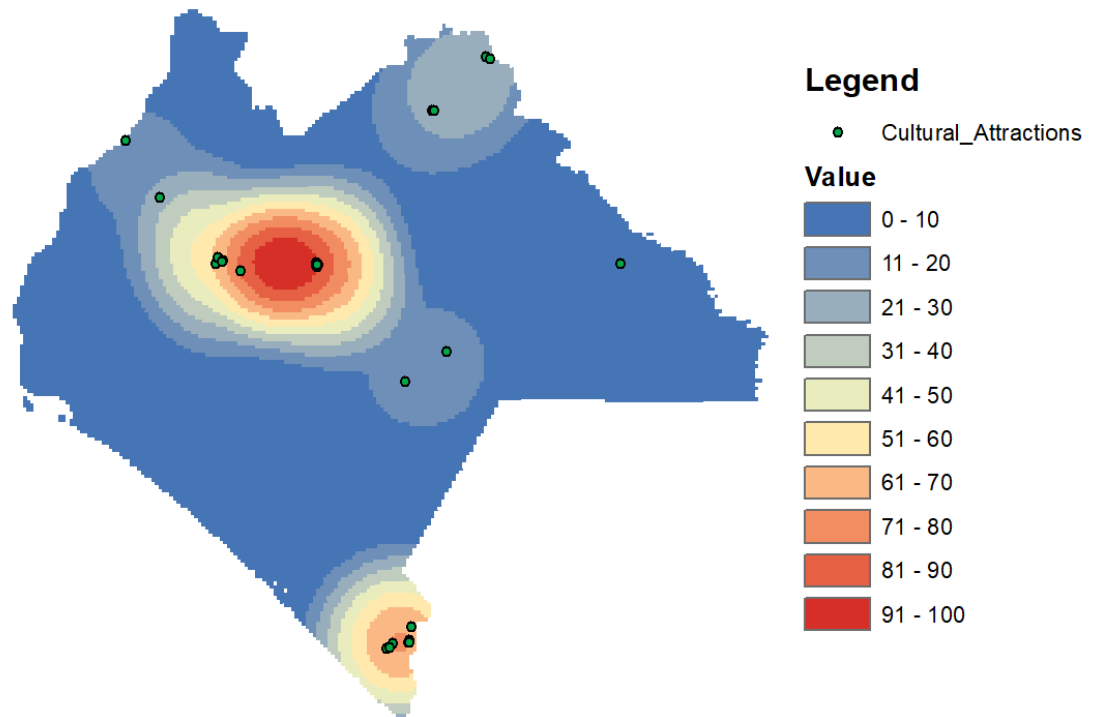 Legend
Cultural_Attractions
Value
0 - 10
11 - 20
21 - 30
31 - 40
41 - 50
51 - 60
61 - 70
71 - 80
81 - 90
91 - 100